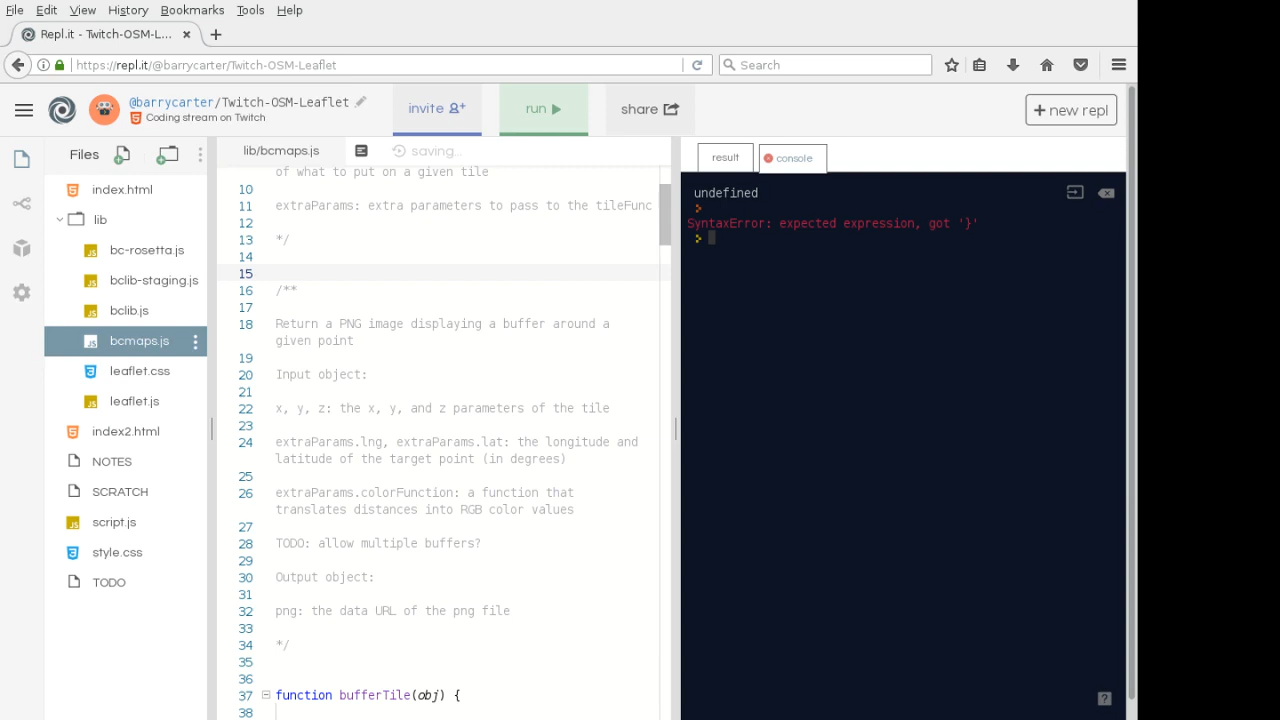 File Edit View History Bookmarks Tools Help
Repl.it - Twitch-OSM-L...
https://repl.it/@barrycarter/Twitch-OSM-Leaflet
Search
@barrycarter/Twitch-OSM-Leaflet
Coding stream on Twitch
invite
run
share
+ new repl
Files
index.html
lib
bc-rosetta.js
bclib-staging.js
bclib.js
bcmaps.js
leaflet.css
leaflet.js
index2.html
NOTES
SCRATCH
script.js
style.css
TODO
lib/bcmaps.js
saving...
of what to put on a given tile
10
11 extraParams: extra parameters to pass to the tileFunc
12
13 */
14
15
16 /**
17
18 Return a PNG image displaying a buffer around a
given point
19
20 Input object:
21
22 x, y, z: the x, y, and z parameters of the tile
23
24 extraParams.lng, extraParams.lat: the longitude and
latitude of the target point (in degrees)
25
26 extraParams.colorFunction: a function that
translates distances into RGB color values
27
28 TODO: allow multiple buffers?
29
30 Output object:
31
32 png: the data URL of the png file
33
34 */
35
36
37 function bufferTile(obj) {
38
result
console
undefined
>
SyntaxError: expected expression, got '}'
>
?